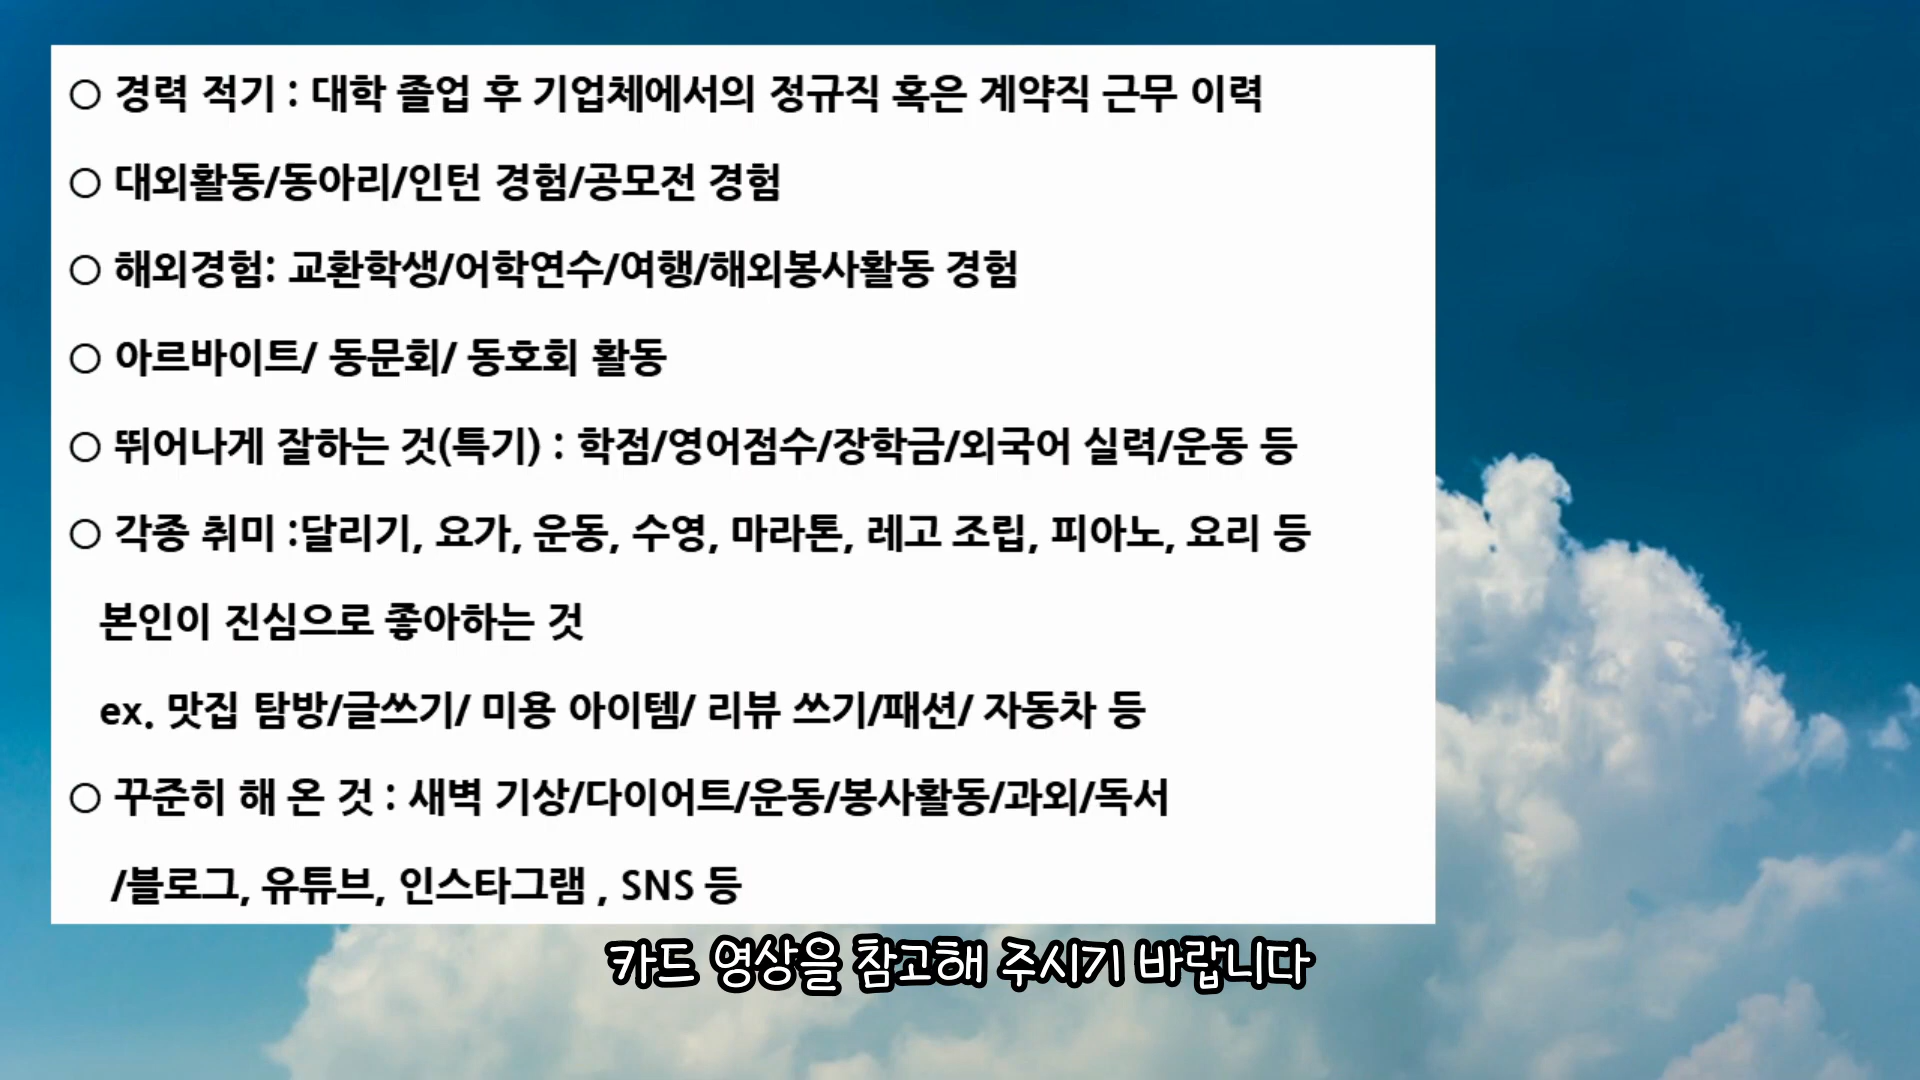 ○ 경력 적기 : 대학 졸업 후 기업체에서의 정규직 혹은 계약직 근무 이력
○ 대외활동/동아리/인턴 경험/공모전 경험
○ 해외경험: 교환학생/어학연수/여행/해외봉사활동 경험
○ 아르바이트/ 동문회/ 동호회 활동
○ 뛰어나게 잘하는 것(특기) : 학점/영어점수/장학금/외국어 실력/운동 등
○ 각종 취미 :달리기, 요가, 운동, 수영, 마라톤, 레고 조립, 피아노, 요리 등
본인이 진심으로 좋아하는 것
ex. 맛집 탐방/글쓰기/ 미용 아이템/ 리뷰 쓰기/패션/ 자동차 등
○ 꾸준히 해 온 것 : 새벽 기상/다이어트/운동/봉사활동/과외/독서
/블로그, 유튜브, 인스타그램 , SNS 등
카드 영상을 참고해 주시기 바랍니다